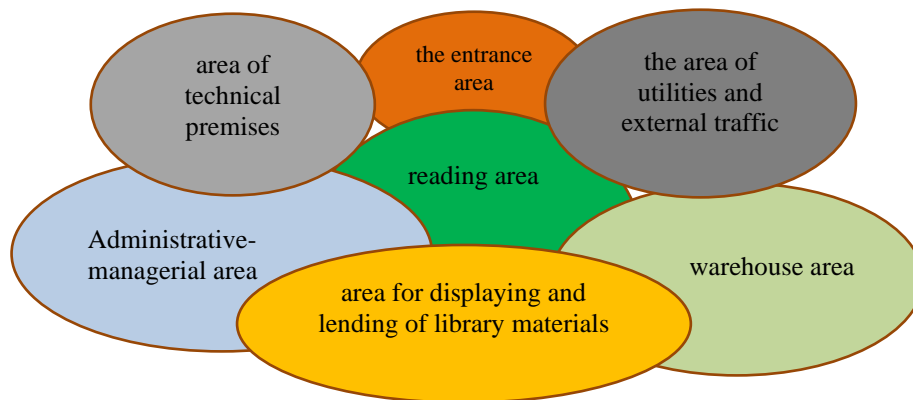 area of
technical
premises
the entrance
area
the area of
utilities and
external traffic
reading area
Administrative-
managerial area
warehouse area
area for displaying and
lending of library materials